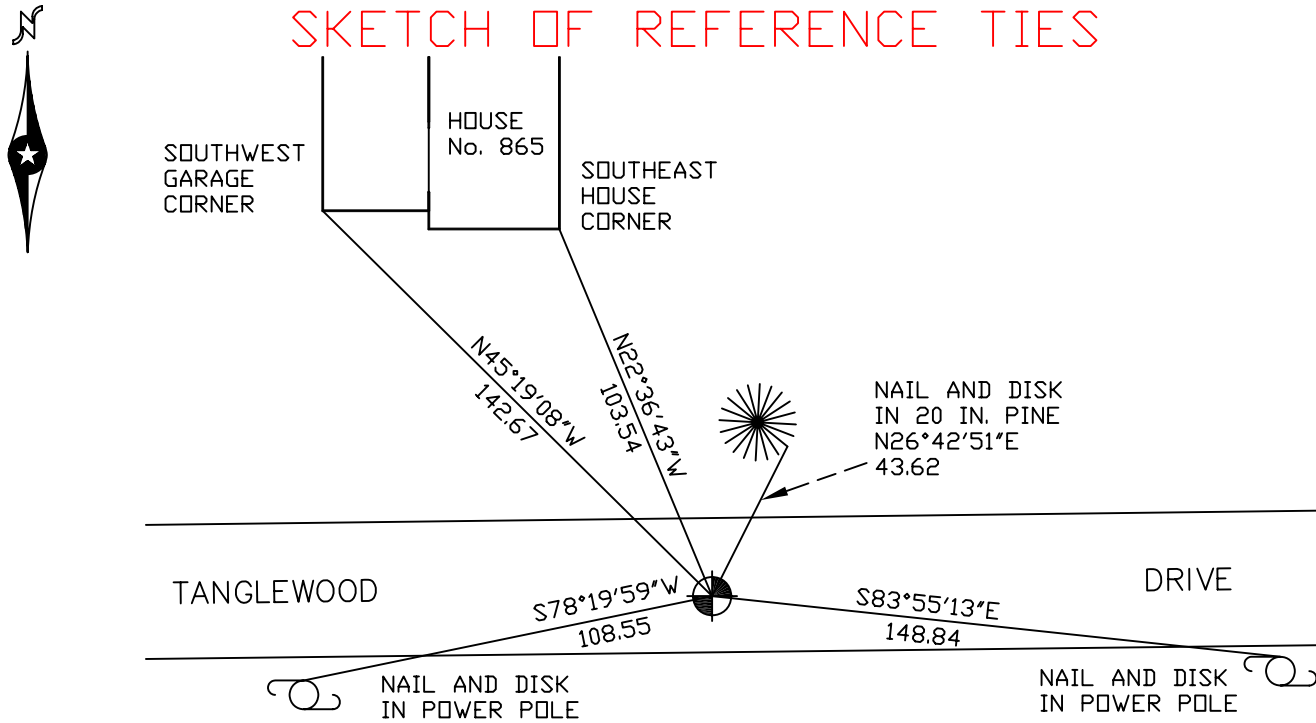 N
SKETCH OF REFERENCE TIES
HOUSE
No. 865
SOUTHWEST
GARAGE
CORNER
SOUTHEAST
HOUSE
CORNER
N45°19'08"W
142.67
N22°36'43"W
103.54
NAIL AND DISK
IN 20 IN. PINE
N26°42'51"E
43.62
TANGLEWOOD
DRIVE
S78°19'59"W
108.55
S83°55'13"E
148.84
NAIL AND DISK
IN POWER POLE
NAIL AND DISK
IN POWER POLE